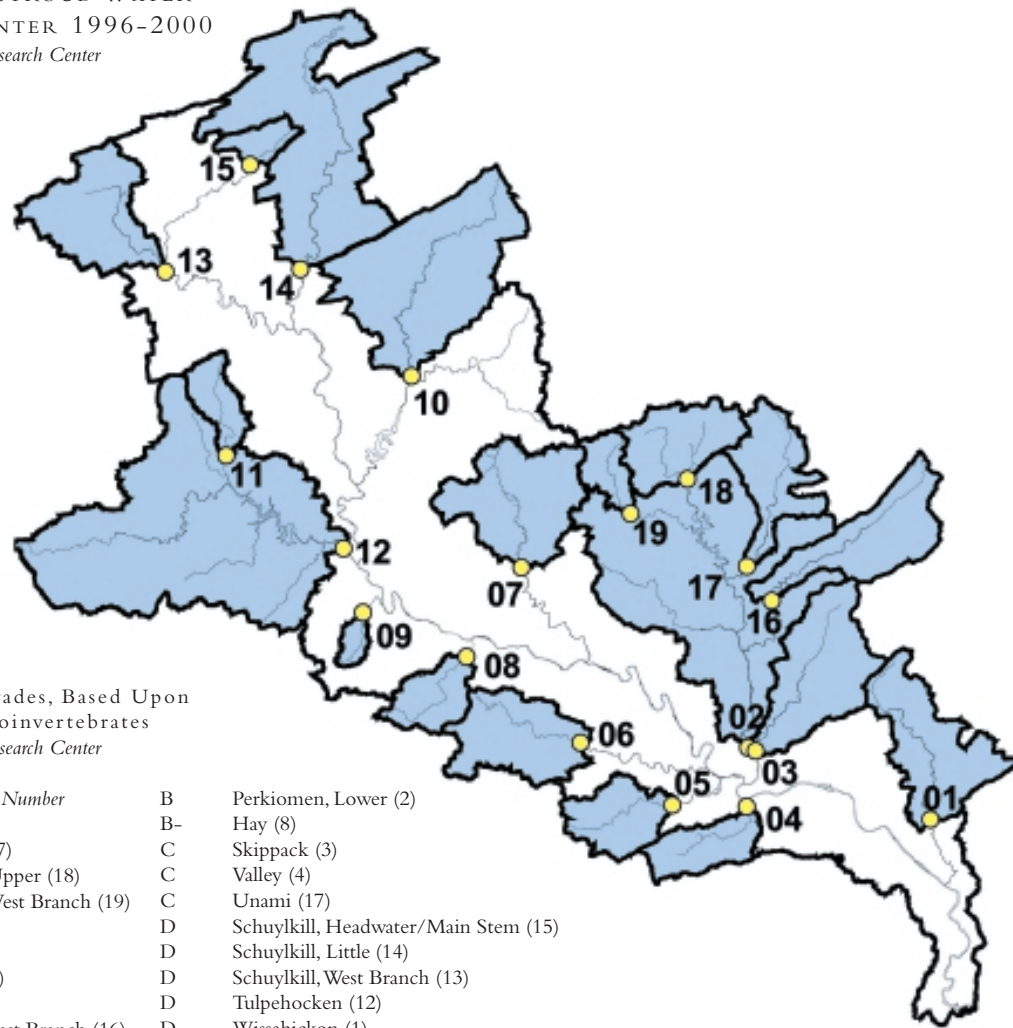 NTER 1996-2000
search Center
15
13
14
10
11
18
19
12
17
07
16
09
08
02
06
03
05
01
04
ades, Based Upon
oinvertebrates
search Center
Number B Perkiomen, Lower (2)
B- Hay (8)
7) C Skippack (3)
Upper (18) C Valley (4)
West Branch (19) C Unami (17)
D Schuylkill, Headwater/Main Stem (15)
D Schuylkill, Little (14)
) D Schuylkill, West Branch (13)
D Tulpehocken (12)